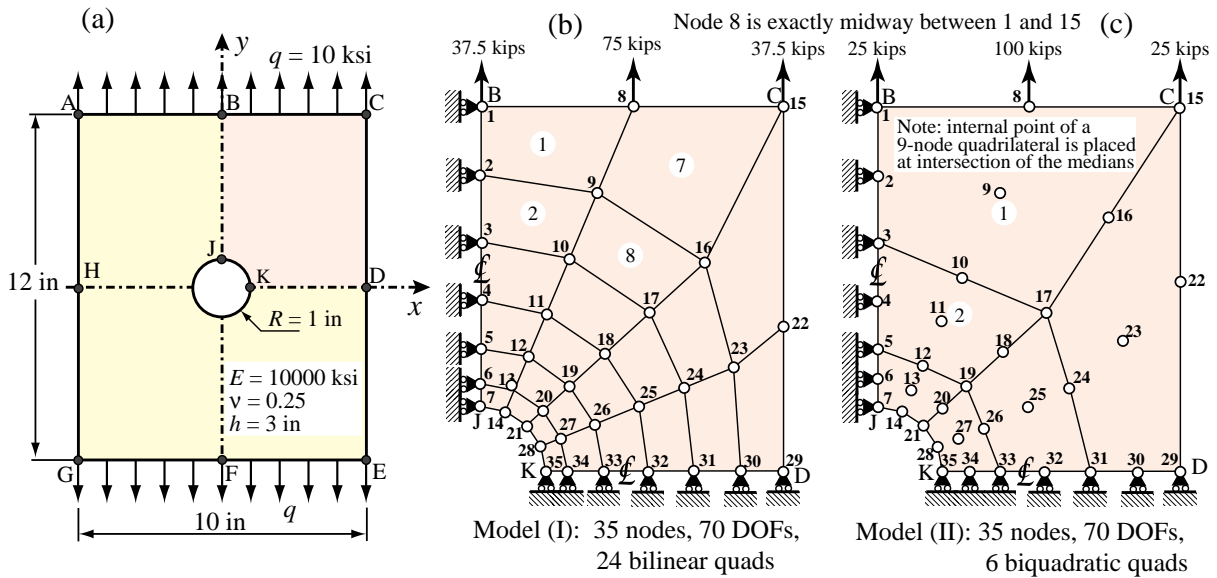 Node 8 is exactly midway between 1 and 15
(a)
y
q = 10 ksi
A
B
C
12 in
J
H
K
D
x
R = 1 in
E = 10000 ksi
ν = 0.25
h = 3 in
G
F
E
q
10 in
(b)
37.5 kips
75 kips
37.5 kips
B
8
C
15
1
1
7
2
9
2
3
10
8
16
℄
4
11
17
22
5
12
18
23
6
13
19
24
7
20
25
J
14
26
21
27
28
K
35
34
33
℄
32
31
30
29
D
Model (I): 35 nodes, 70 DOFs,
24 bilinear quads
(c)
25 kips
100 kips
25 kips
B
8
C
15
1
Note: internal point of a
9-node quadrilateral is placed
at intersection of the medians
2
9
1
16
3
℄
10
22
4
11
2
17
23
5
12
18
6
13
19
24
7
20
25
J
14
26
21
27
28
K
35
34
33
℄
32
31
30
29
D
Model (II): 35 nodes, 70 DOFs,
6 biquadratic quads